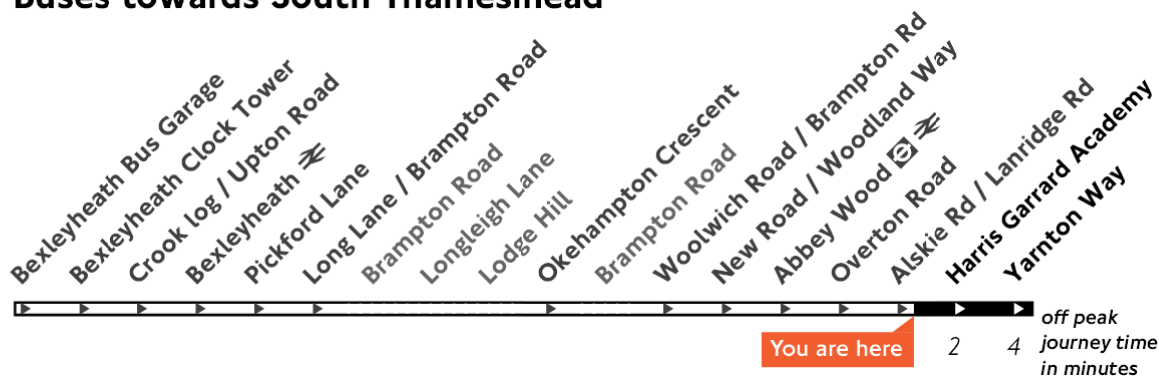 Buses towards South Thamesmead
Bexleyheath Bus Garage
Bexleyheath Clock Tower
Crook log / Upton Road
Bexleyheath
Pickford Lane
Long Lane / Brampton Road
Brampton Road
Longleigh Lane
Lodge Hill
Okehampton Crescent
Brampton Road
Woolwich Road / Brampton Rd
New Road / Woodland Way
Abbey Wood
Overton Road
Alskie Rd / Lanridge Rd
Harris Garrard Academy
Yarnton Way
You are here
2
4
off peak
journey time
in minutes